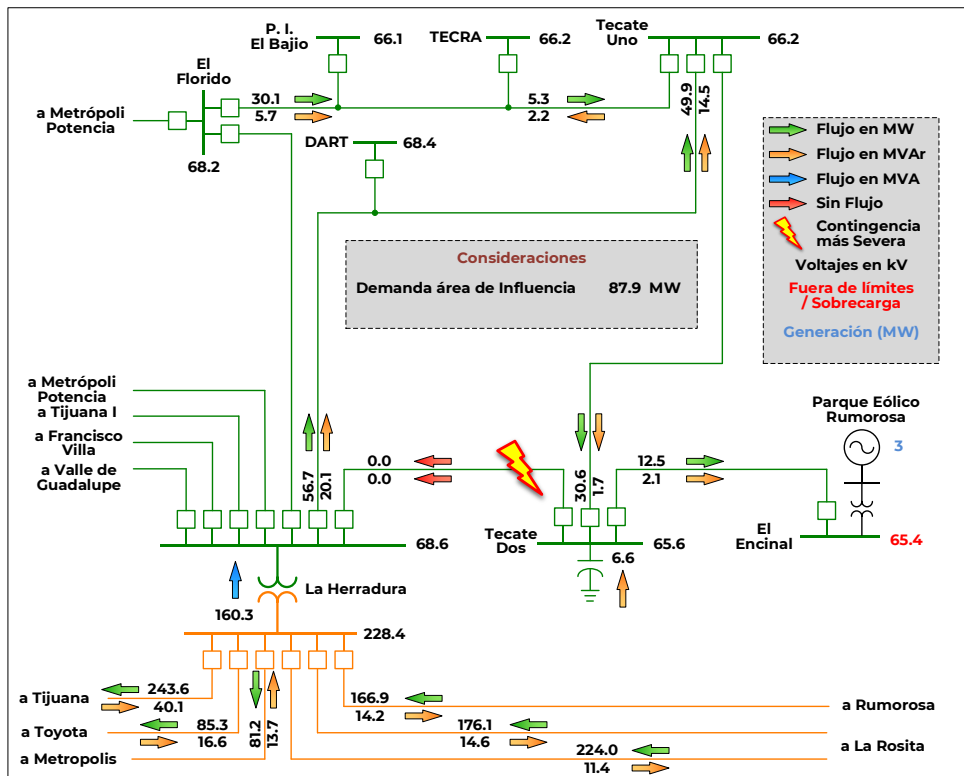 P. I.
El Bajio
66.1
TECRA
66.2
Tecate
Uno
66.2
El
Florido
30.1
5.7
5.3
2.2
49.9
14.5
a Metrópoli
Potencia
68.2
DART
68.4
Flujo en MW
Flujo en MVAr
Flujo en MVA
Sin Flujo
Contingencia
más Severa
Voltajes en kV
Fuera de límites
/ Sobrecarga
Generación (MW)
Consideraciones
Demanda área de Influencia 87.9 MW
a Metrópoli
Potencia
a Tijuana I
a Francisco
Villa
a Valle de
Guadalupe
56.7
20.1
0.0
0.0
30.6
1.7
12.5
2.1
Parque Eólico
Rumorosa
3
68.6
Tecate
Dos
65.6
6.6
El
Encinal
65.4
La Herradura
160.3
228.4
a Tijuana
243.6
40.1
a Toyota
85.3
16.6
a Metropolis
81.2
13.7
166.9
14.2
a Rumorosa
176.1
14.6
a La Rosita
224.0
11.4